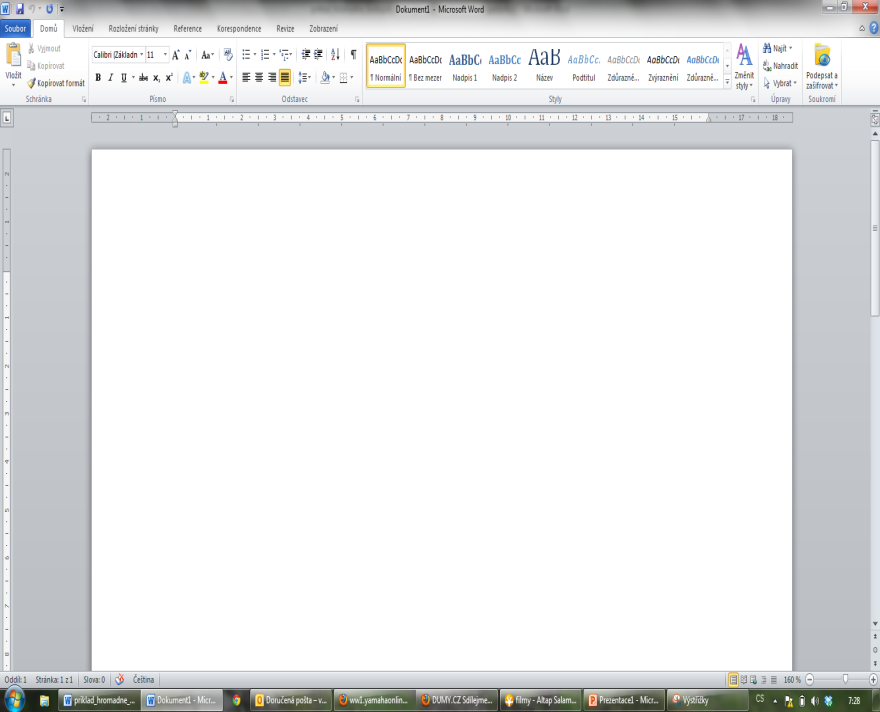 Dokument1 - Microsoft Word
Soubor Domů Vložení Rozložení stránky Reference Korespondence Revize Zobrazení
Vložit
Vyjmout
Kopírovat
Kopírovat formát
Schránka
Calibri (Základn 11
Písmo
Odstavec
AaBbCcDc AaBbCcDc AaBbC AaBbCc AaB AaBbCc. AaBbCcDc AaBbCcDc AaBbCcDc
¶ Normální ¶ Bez mezer Nadpis 1 Nadpis 2 Název Podtitul Zdůrazně... Zvýraznění Zdůrazně...
Změnit styly
Styly
Najít
Nahradit
Vybrat
Úpravy
Podepsat a zašifrovat
Soukromí
2 1 1 2 3 4 5 6 7 8 9 10 11 12 13 14 15 17 18
Oddíl: 1 Stránka: 1 z 1 Slova: 0 Čeština 160 %
priklad_hromadne_... Dokument1 - Micr... Doručená pošta – v... ww1.yamahaonlin... DUMY.CZ Sdílejme... filmy - Altap Salam... Prezentace1 - Micr... Výstřižky CS 7:28